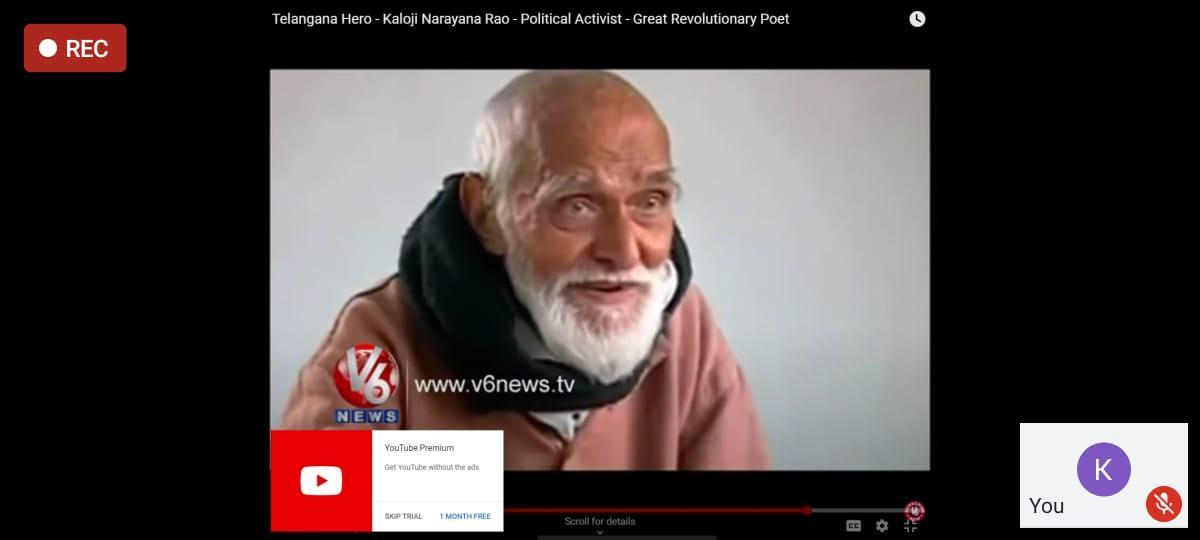 Telangana Hero - Kaloji Narayana Rao - Political Activist - Great Revolutionary Poet
REC
V6
NEWS
www.v6news.tv
YouTube Premium
Get YouTube without the ads
SKIP TRIAL 1 MONTH FREE
Scroll for details
CC
K
You